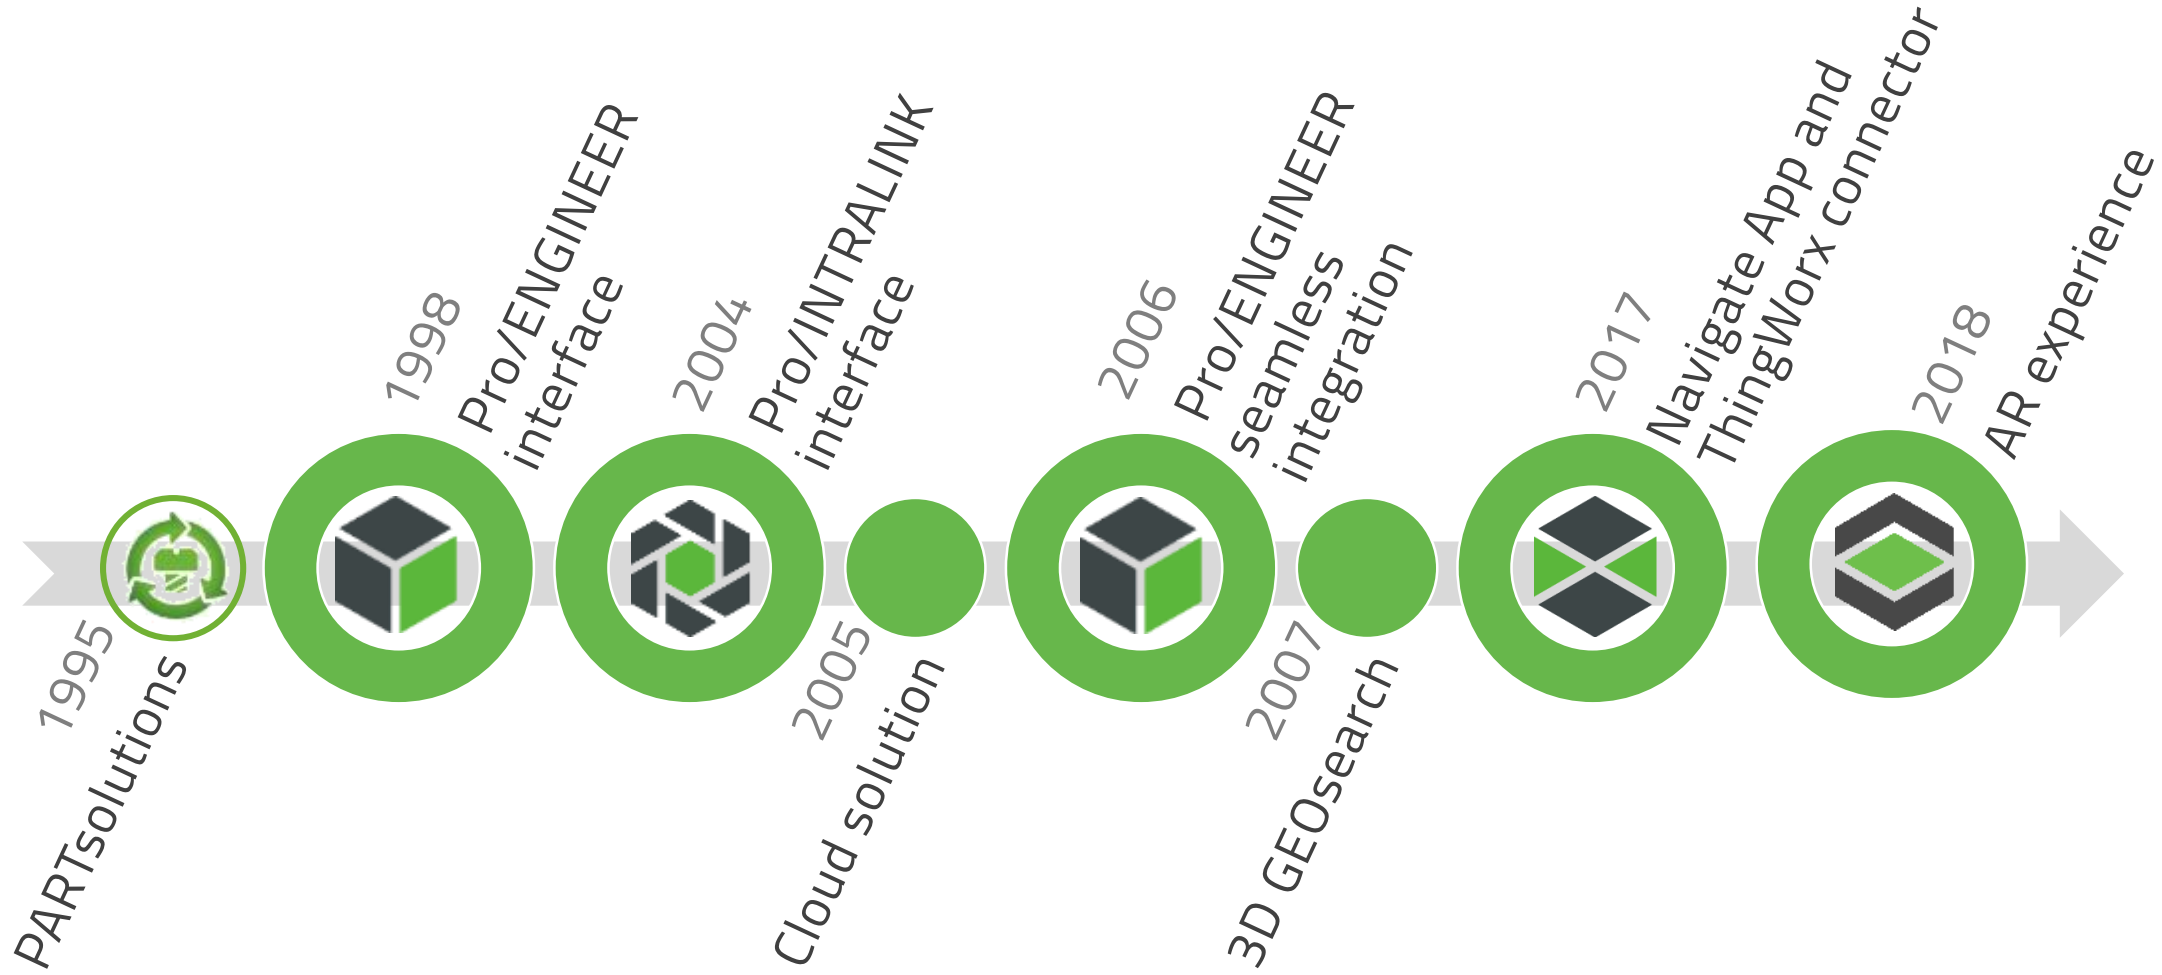 1995
PARTsolutions
1998
Pro/ENGINEER
interface
2004
Pro/INTRALINK
interface
2005
Cloud solution
2006
Pro/ENGINEER
seamless
integration
2007
3D GEOsearch
2017
Navigate App and
ThingWorx connector
2018
AR experience